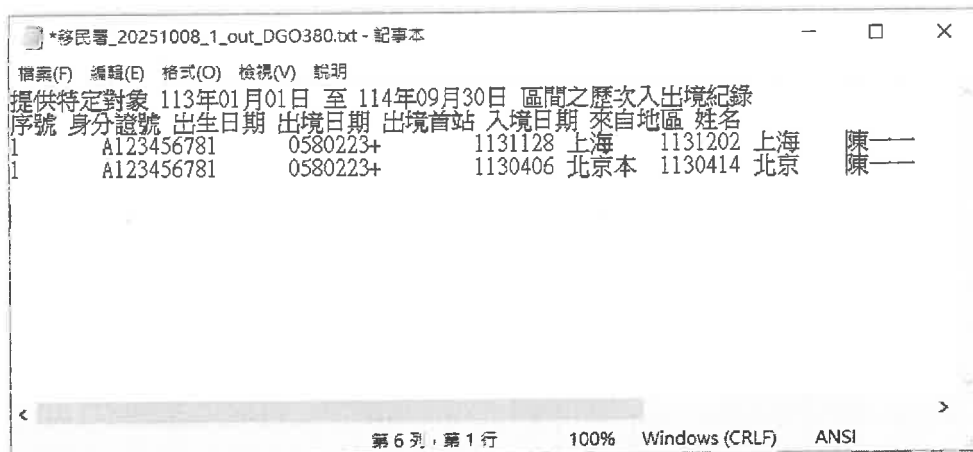 *移民署_20251008_1_out_DGO380.txt - 記事本
檔案(F) 編輯(E) 格式(O) 檢視(V) 說明
提供特定對象 113年01月01日 至 114年09月30日 區間之歷次入出境紀錄
序號 身分證號 出生日期 出境日期 出境首站 入境日期 來自地區 姓名
1 A123456781 0580223+ 1131128 上海 1131202 上海 陳一一
1 A123456781 0580223+ 1130406 北京本 1130414 北京 陳一一
第 6 列，第 1 行 100% Windows (CRLF) ANSI